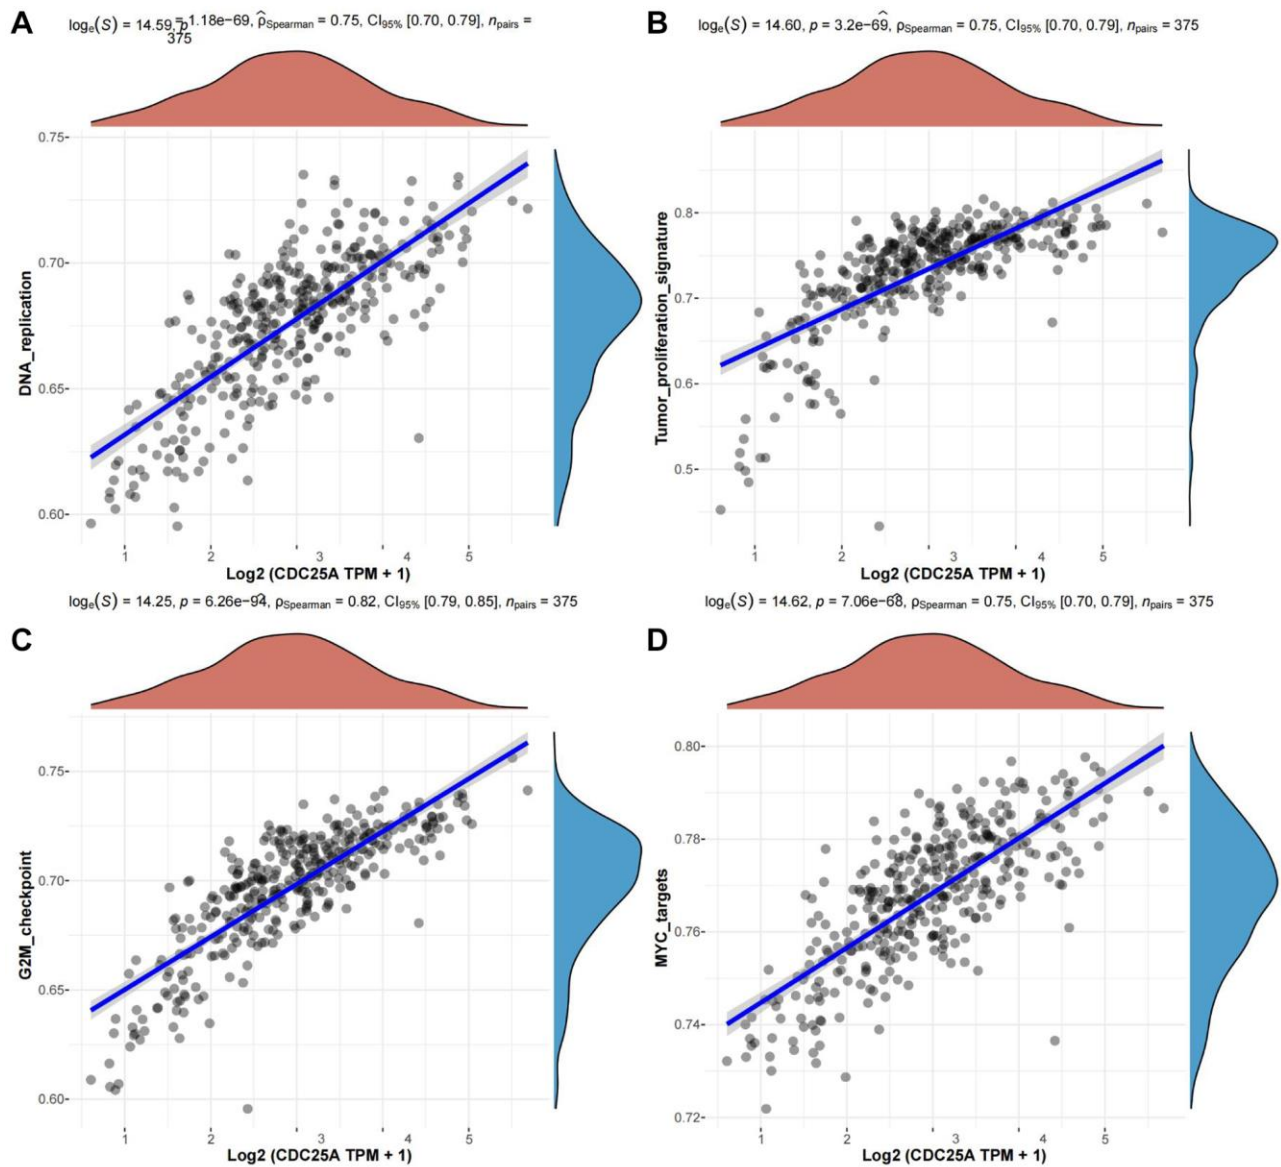 A
logₑ(S) = 14.59, p = 1.18e−69, ρ̂Spearman = 0.75, CI95% [0.70, 0.79], npairs =
375
0.75
0.70
0.65
0.60
DNA_replication
1 2 3 4 5
Log2 (CDC25A TPM + 1)
B
logₑ(S) = 14.60, p = 3.2e−69, ρ̂Spearman = 0.75, CI95% [0.70, 0.79], npairs = 375
0.8
0.7
0.6
0.5
Tumor_proliferation_signature
1 2 3 4 5
Log2 (CDC25A TPM + 1)
C
logₑ(S) = 14.25, p = 6.26e−94, ρ̂Spearman = 0.82, CI95% [0.79, 0.85], npairs = 375
0.75
0.70
0.65
0.60
G2M_checkpoint
1 2 3 4 5
Log2 (CDC25A TPM + 1)
D
logₑ(S) = 14.62, p = 7.06e−68, ρ̂Spearman = 0.75, CI95% [0.70, 0.79], npairs = 375
0.80
0.78
0.76
0.74
0.72
MYC_targets
1 2 3 4 5
Log2 (CDC25A TPM + 1)